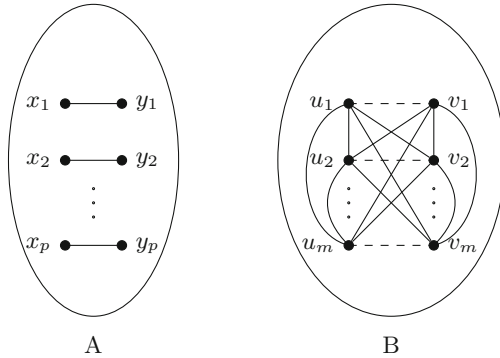 x₁ y₁ u₁ v₁
x₂ y₂ u₂ v₂
xₚ yₚ uₘ vₘ
A B